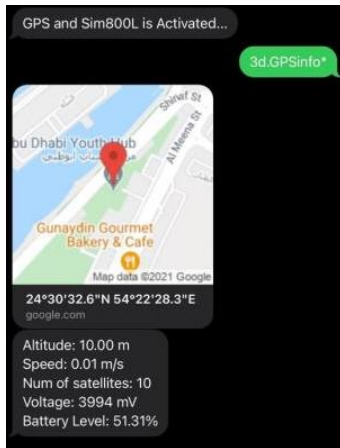 GPS and Sim800L is Activated...
3d.GPSinfo*
Shinaf St
Al Meena St
bu Dhabi Youth Hub
Gunaydin Gourmet
Bakery & Cafe
Map data ©2021 Google
24°30'32.6"N 54°22'28.3"E
google.com
Altitude: 10.00 m
Speed: 0.01 m/s
Num of satellites: 10
Voltage: 3994 mV
Battery Level: 51.31%